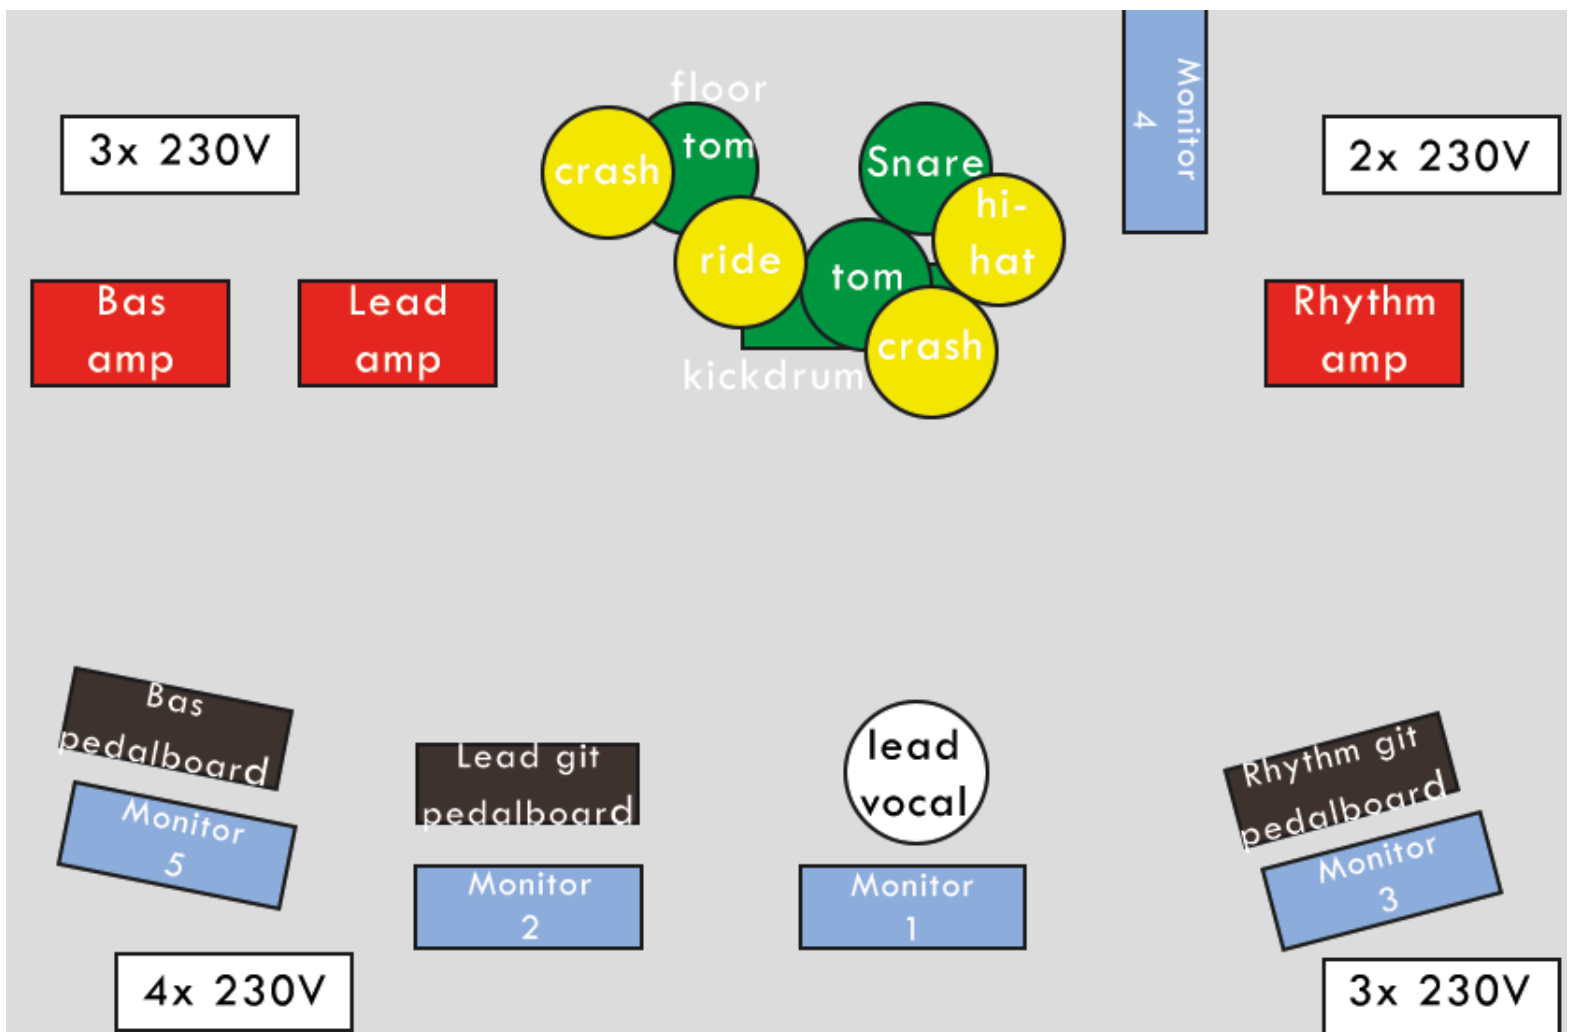 floor
tom
crash
3x 230V
Snare
hi-
hat
Monitor
4
2x 230V
ride
tom
crash
kickdrum
Bas
amp
Lead
amp
Rhythm
amp
Bas
pedalboard
Monitor
5
Lead git
pedalboard
Monitor
2
lead
vocal
Monitor
1
Rhythm git
pedalboard
Monitor
3
4x 230V
3x 230V